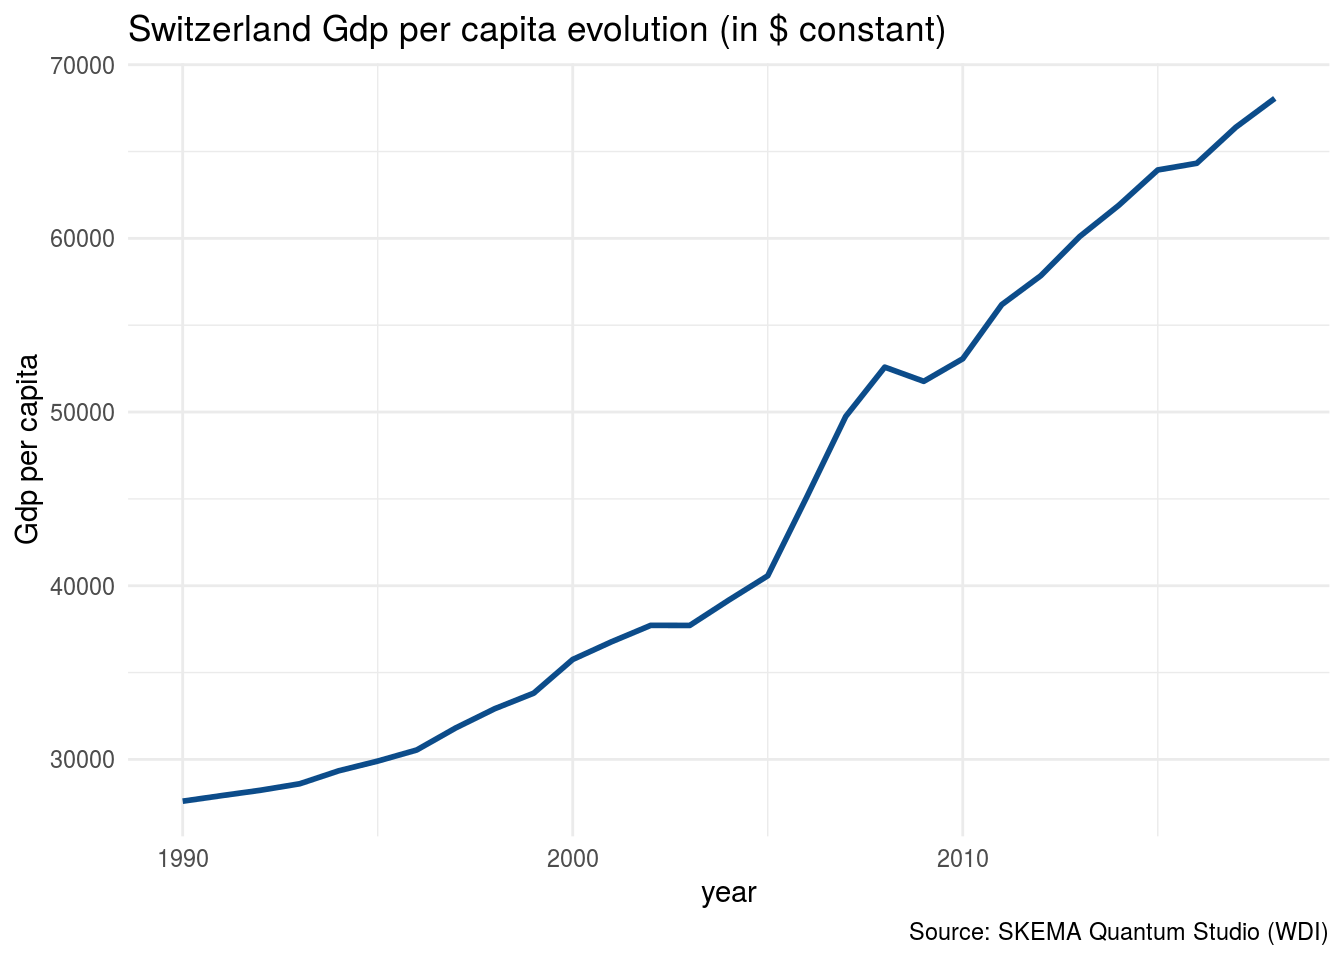 Switzerland Gdp per capita evolution (in $ constant)
70000
60000
50000
40000
30000
Gdp per capita
1990
2000
2010
year
Source: SKEMA Quantum Studio (WDI)